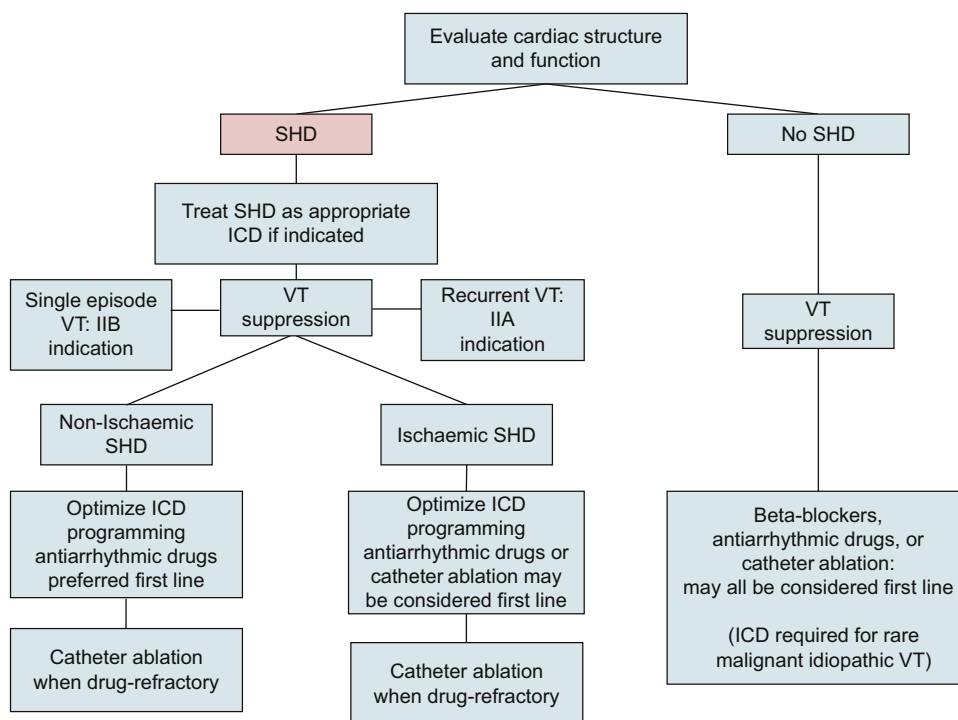 Evaluate cardiac structure
and function
SHD
No SHD
Treat SHD as appropriate
ICD if indicated
Single episode
VT: IIB
indication
VT
suppression
Recurrent VT:
IIA
indication
VT
suppression
Non-Ischaemic
SHD
Ischaemic SHD
Optimize ICD
programming
antiarrhythmic drugs
preferred first line
Optimize ICD
programming
antiarrhythmic drugs or
catheter ablation may
be considered first line
Beta-blockers,
antiarrhythmic drugs, or
catheter ablation:
may all be considered first line
(ICD required for rare
malignant idiopathic VT)
Catheter ablation
when drug-refractory
Catheter ablation
when drug-refractory